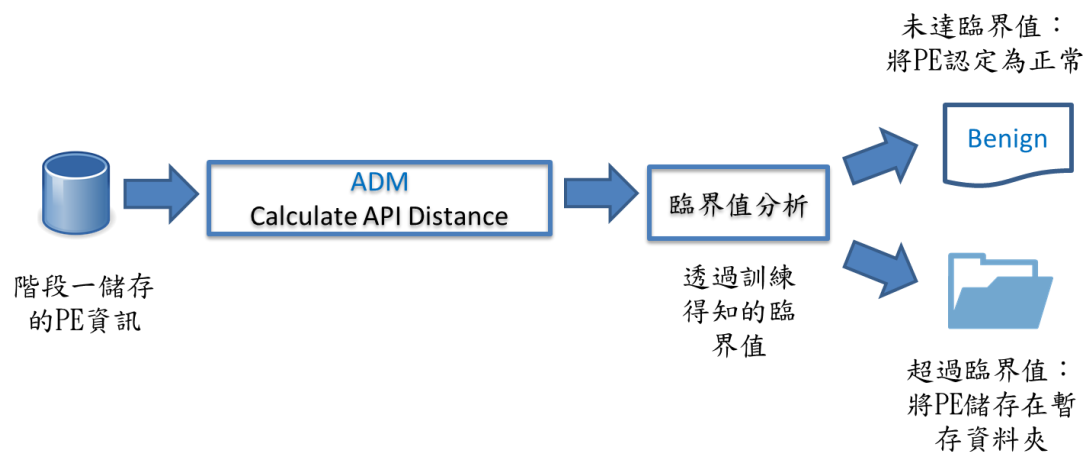 階段一儲存
的PE資訊
ADM
Calculate API Distance
臨界值分析
透過訓練
得知的臨
界值
未達臨界值：
將PE認定為正常
Benign
超過臨界值：
將PE儲存在暫
存資料夾